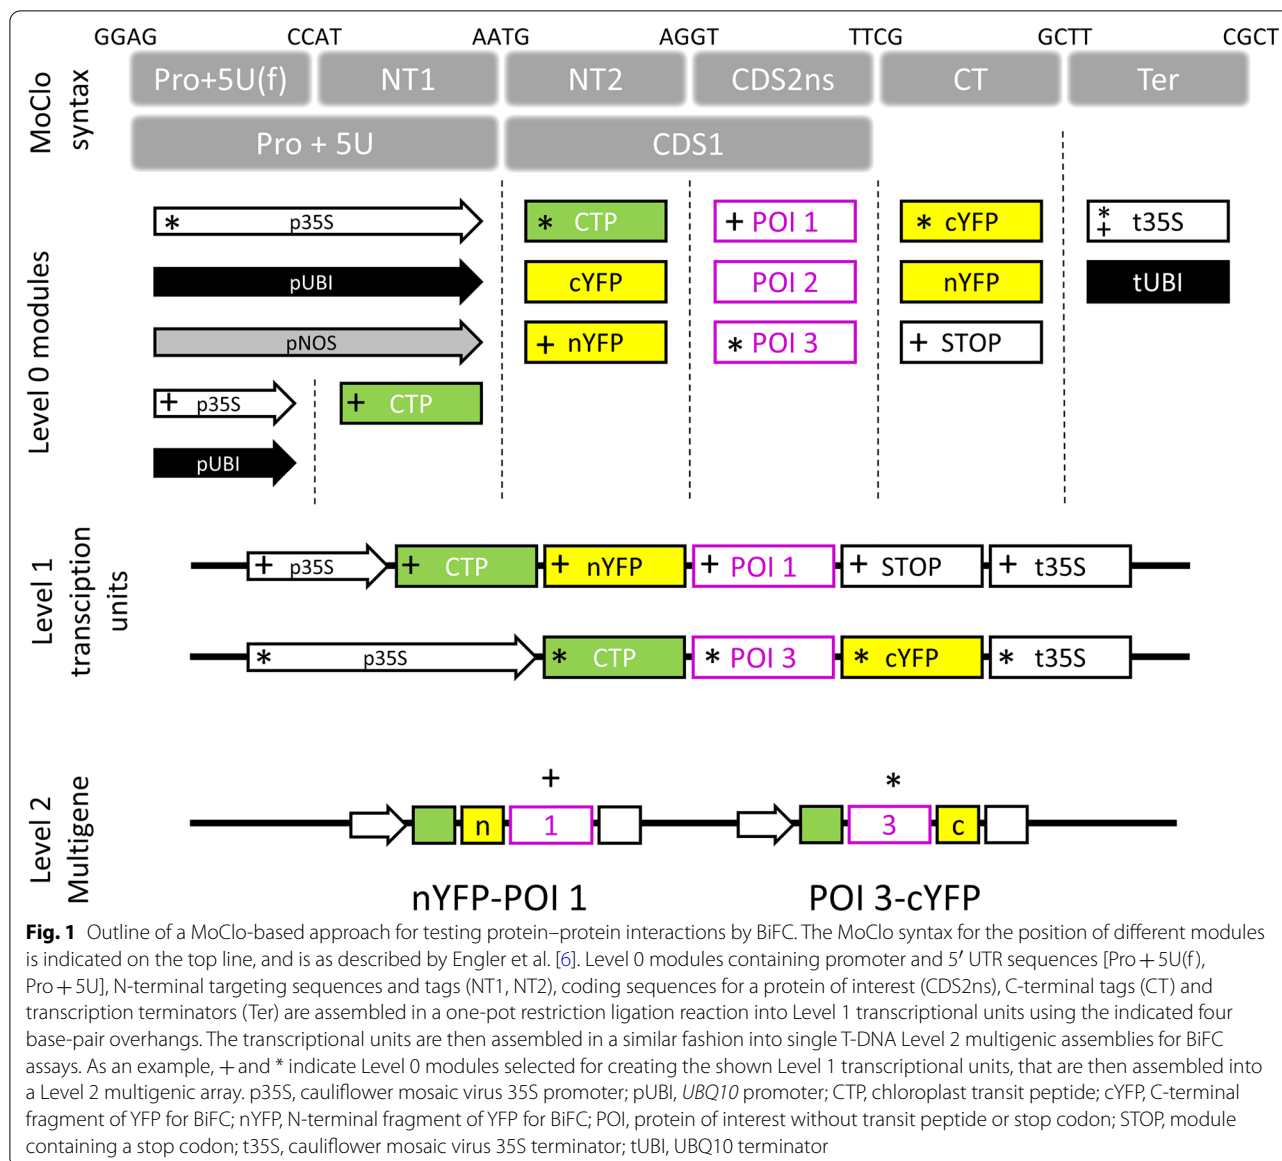 GGAG CCAT AATG AGGT TTCG GCTT CGCT
MoClo syntax
Pro+5U(f) NT1 NT2 CDS2ns CT Ter
Pro + 5U CDS1
Level 0 modules
* p35S * CTP + POI 1 * cYFP * + t35S
pUBI cYFP POI 2 nYFP tUBI
pNOS + nYFP * POI 3 + STOP
+ p35S + CTP
pUBI
Level 1 transciption units
+ p35S + CTP + nYFP + POI 1 + STOP + t35S
* p35S * CTP * POI 3 * cYFP * t35S
Level 2 Multigene
+ *
n 1 3 c
nYFP-POI 1 POI 3-cYFP
Fig. 1 Outline of a MoClo-based approach for testing protein–protein interactions by BiFC. The MoClo syntax for the position of different modules
is indicated on the top line, and is as described by Engler et al. [6]. Level 0 modules containing promoter and 5′ UTR sequences [Pro + 5U(f),
Pro + 5U], N-terminal targeting sequences and tags (NT1, NT2), coding sequences for a protein of interest (CDS2ns), C-terminal tags (CT) and
transcription terminators (Ter) are assembled in a one-pot restriction ligation reaction into Level 1 transcriptional units using the indicated four
base-pair overhangs. The transcriptional units are then assembled in a similar fashion into single T-DNA Level 2 multigenic assemblies for BiFC
assays. As an example, + and * indicate Level 0 modules selected for creating the shown Level 1 transcriptional units, that are then assembled into
a Level 2 multigenic array. p35S, cauliflower mosaic virus 35S promoter; pUBI, UBQ10 promoter; CTP, chloroplast transit peptide; cYFP, C-terminal
fragment of YFP for BiFC; nYFP, N-terminal fragment of YFP for BiFC; POI, protein of interest without transit peptide or stop codon; STOP, module
containing a stop codon; t35S, cauliflower mosaic virus 35S terminator; tUBI, UBQ10 terminator